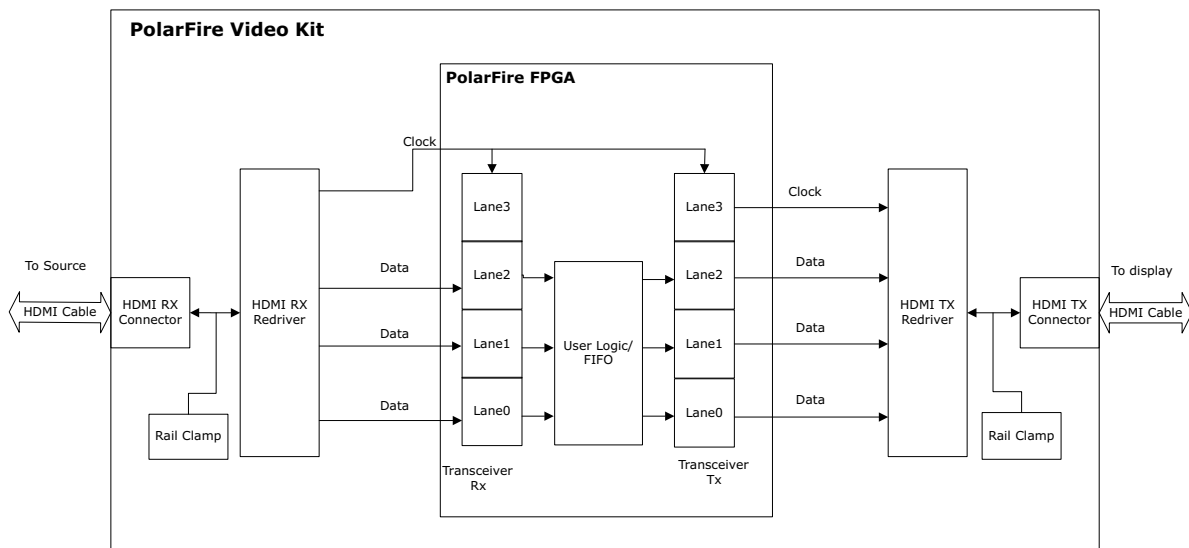 PolarFire Video Kit
PolarFire FPGA
Clock
Lane3
Lane3
Clock
To Source
Data
Lane2
Lane2
Data
To display
HDMI Cable
HDMI RX
Connector
HDMI RX
Redriver
User Logic/
FIFO
HDMI TX
Redriver
HDMI TX
Connector
HDMI Cable
Data
Lane1
Lane1
Data
Data
Lane0
Lane0
Data
Rail Clamp
Rail Clamp
Transceiver
Rx
Transceiver
Tx